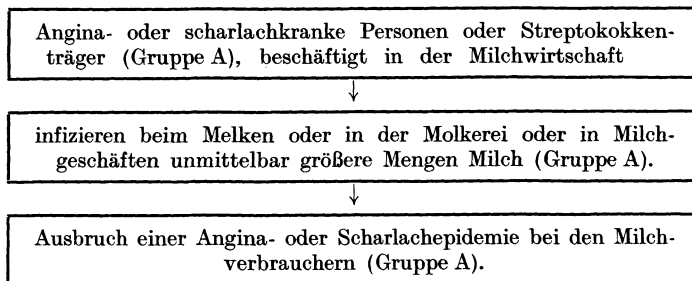 Angina- oder scharlachkranke Personen oder Streptokokken-
träger (Gruppe A), beschäftigt in der Milchwirtschaft
↓
infizieren beim Melken oder in der Molkerei oder in Milch-
geschäften unmittelbar größere Mengen Milch (Gruppe A).
↓
Ausbruch einer Angina- oder Scharlachepidemie bei den Milch-
verbrauchern (Gruppe A).